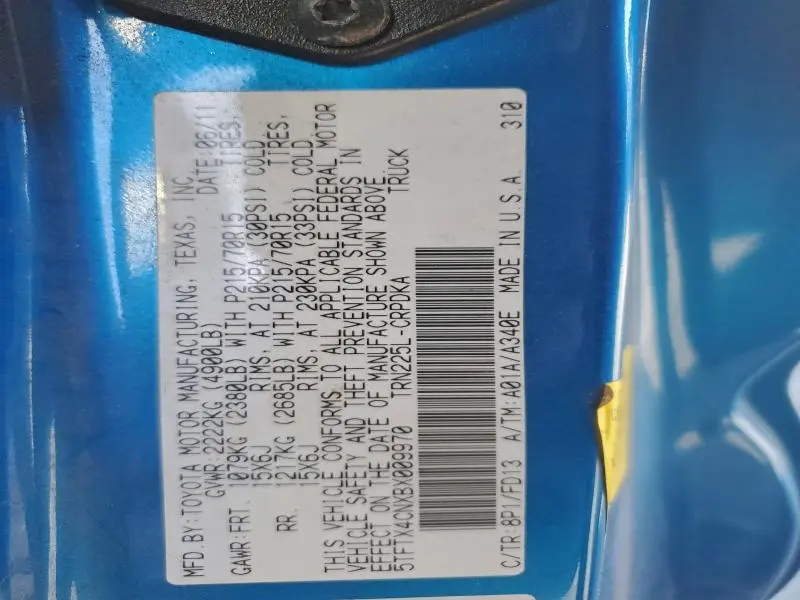 MFD.BY:TOYOTA MOTOR MANUFACTURING, TEXAS, INC.
GVWR:2222KG (4900LB) DATE:06/11
GAWR:FRT. 1079KG (2380LB) WITH P215/70R15 TIRES,
15X6J RIMS, AT 210KPA (30PSI) COLD
RR. 1217KG (2685LB) WITH P215/70R15 TIRES,
15X6J RIMS, AT 230KPA (33PSI) COLD
THIS VEHICLE CONFORMS TO ALL APPLICABLE FEDERAL MOTOR
VEHICLE SAFETY AND THEFT PREVENTION STANDARDS IN
EFFECT ON THE DATE OF MANUFACTURE SHOWN ABOVE.
5TFTX4CNXBX009970 TRN225L-CRPDKA TRUCK
C/TR:8P1/FD13 A/TM:A01A/A340E MADE IN U.S.A. 310